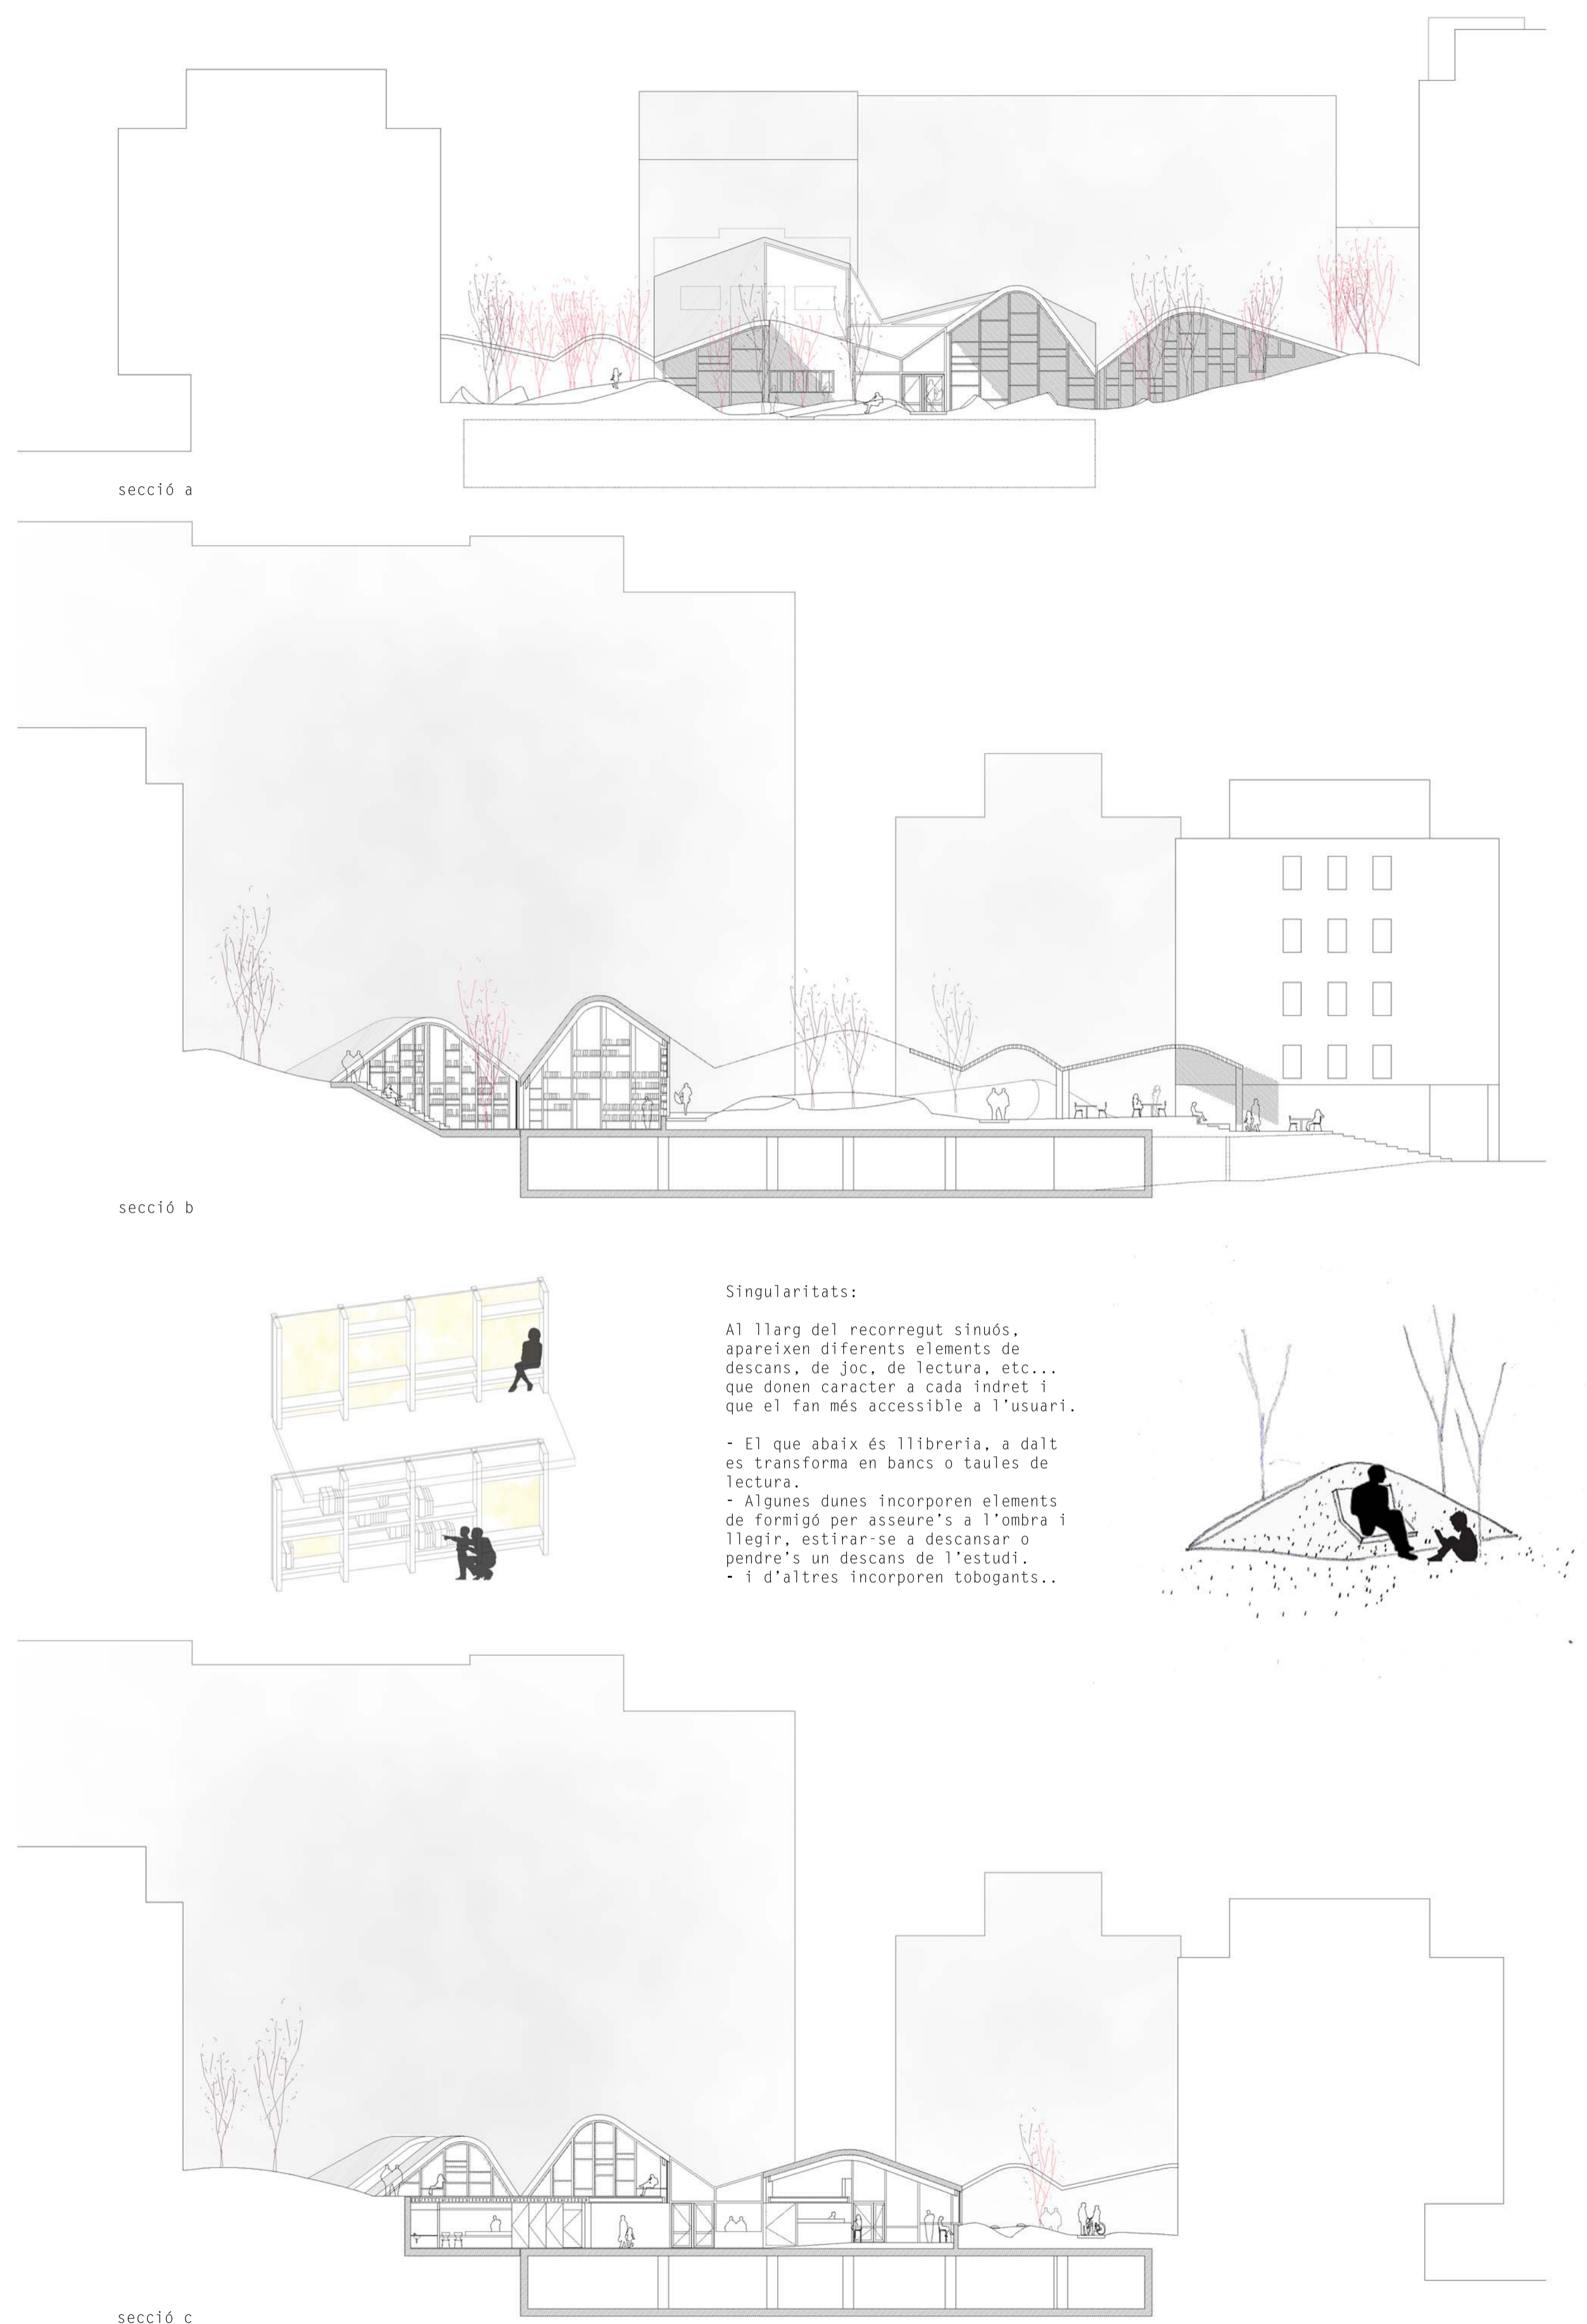 secció a
secció b
Singularitats:
Al llarg del recorregut sinuós,
apareixen diferents elements de
descans, de joc, de lectura, etc...
que donen caracter a cada indret i
que el fan més accessible a l'usuari.
- El que abaix és llibreria, a dalt
es transforma en bancs o taules de
lectura.
- Algunes dunes incorporen elements
de formigó per asseure's a l'ombra i
llegir, estirar-se a descansar o
pendre's un descans de l'estudi.
- i d'altres incorporen tobogants..
secció c